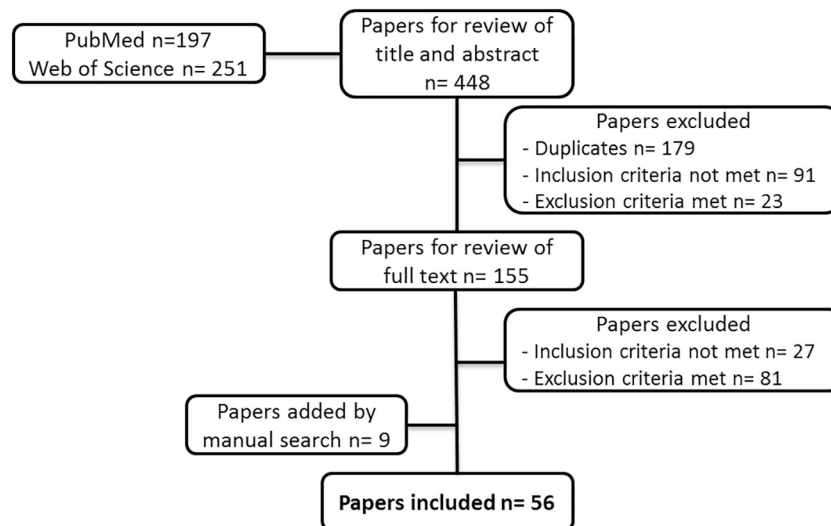 PubMed n=197
Web of Science n= 251
Papers for review of
title and abstract
n= 448
Papers excluded
- Duplicates n= 179
- Inclusion criteria not met n= 91
- Exclusion criteria met n= 23
Papers for review of
full text n= 155
Papers excluded
- Inclusion criteria not met n= 27
- Exclusion criteria met n= 81
Papers added by
manual search n= 9
Papers included n= 56